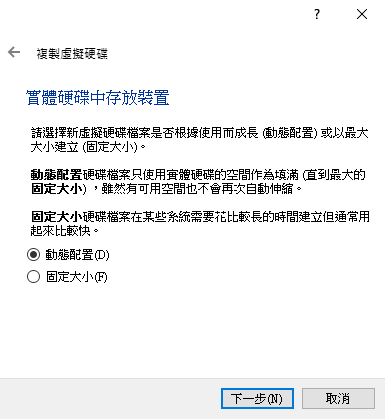 ?
複製虛擬硬碟
實體硬碟中存放裝置
請選擇新虛擬硬碟檔案是否根據使用而成長 (動態配置) 或以最大
大小建立 (固定大小)。
動態配置硬碟檔案只使用實體硬碟的空間作為填滿 (直到最大的
固定大小) ，雖然有可用空間也不會再次自動伸縮。
固定大小硬碟檔案在某些系統需要花比較長的時間建立但通常用
起來比較快。
動態配置(D)
固定大小(F)
下一步(N)
取消